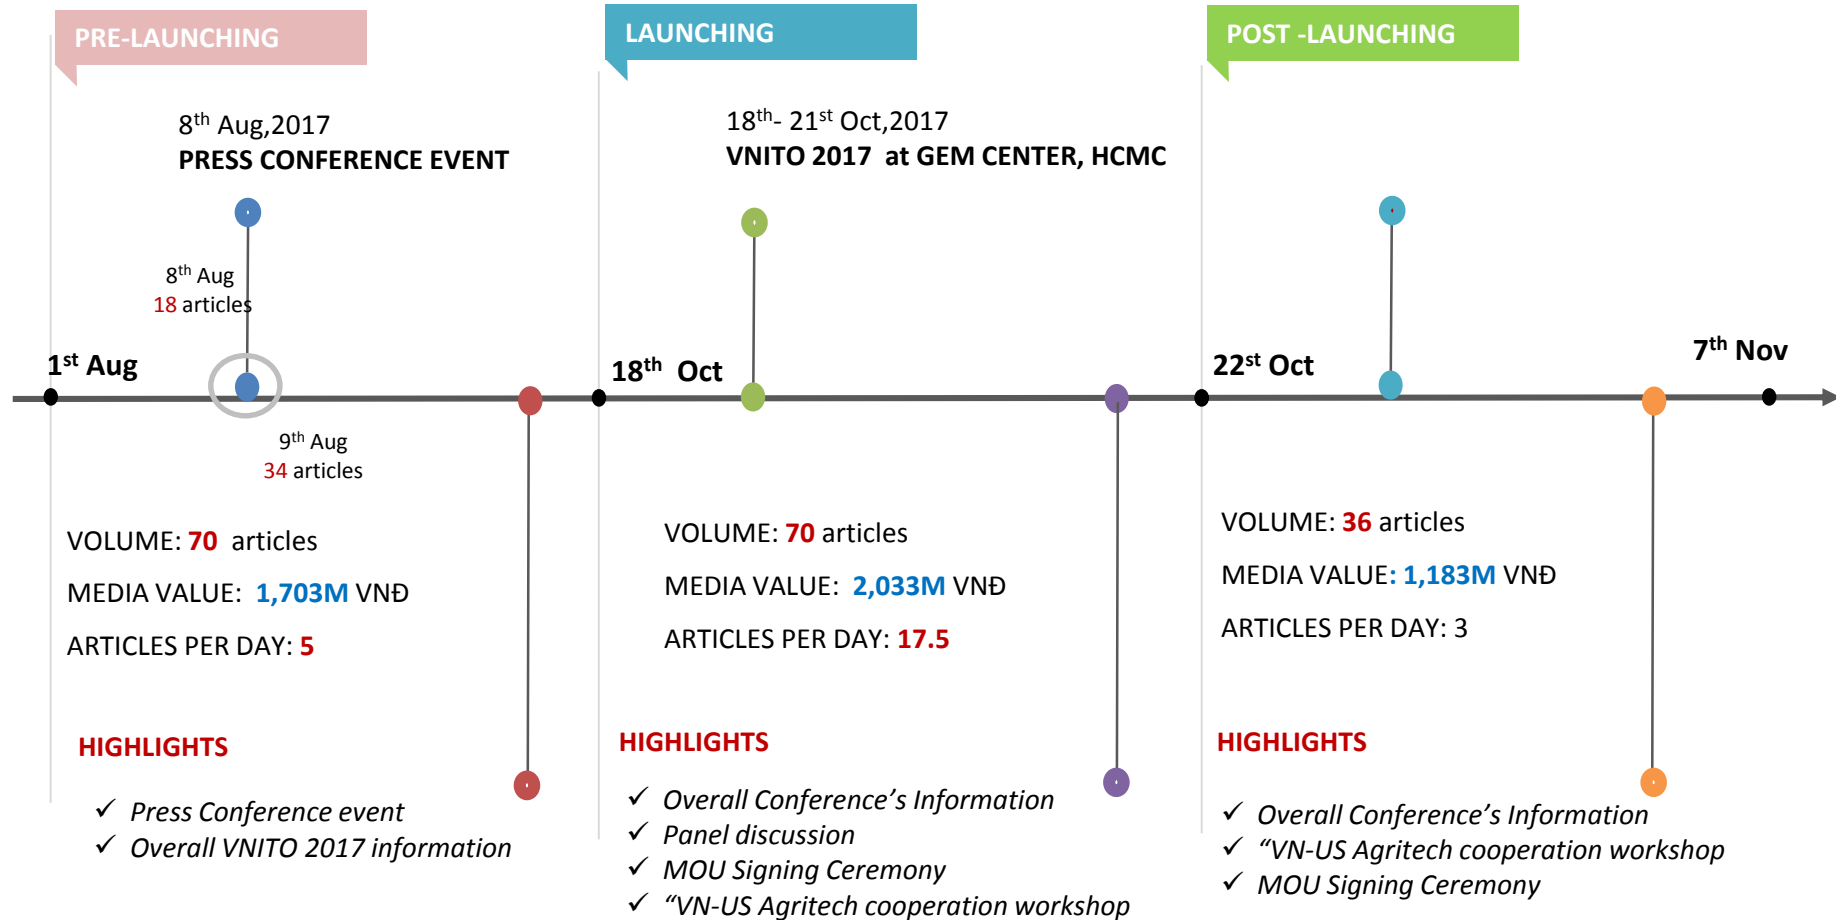 PRE-LAUNCHING
LAUNCHING
POST -LAUNCHING
8th Aug,2017
PRESS CONFERENCE EVENT
18th- 21st Oct,2017
VNITO 2017 at GEM CENTER, HCMC
8th Aug
18 articles
1st Aug
18th Oct
22st Oct
7th Nov
9th Aug
34 articles
VOLUME: 70 articles
MEDIA VALUE: 1,703M VNĐ
ARTICLES PER DAY: 5
VOLUME: 70 articles
MEDIA VALUE: 2,033M VNĐ
ARTICLES PER DAY: 17.5
VOLUME: 36 articles
MEDIA VALUE: 1,183M VNĐ
ARTICLES PER DAY: 3
HIGHLIGHTS
✓ Press Conference event
✓ Overall VNITO 2017 information
HIGHLIGHTS
✓ Overall Conference’s Information
✓ Panel discussion
✓ MOU Signing Ceremony
✓ “VN-US Agritech cooperation workshop
HIGHLIGHTS
✓ Overall Conference’s Information
✓ “VN-US Agritech cooperation workshop
✓ MOU Signing Ceremony